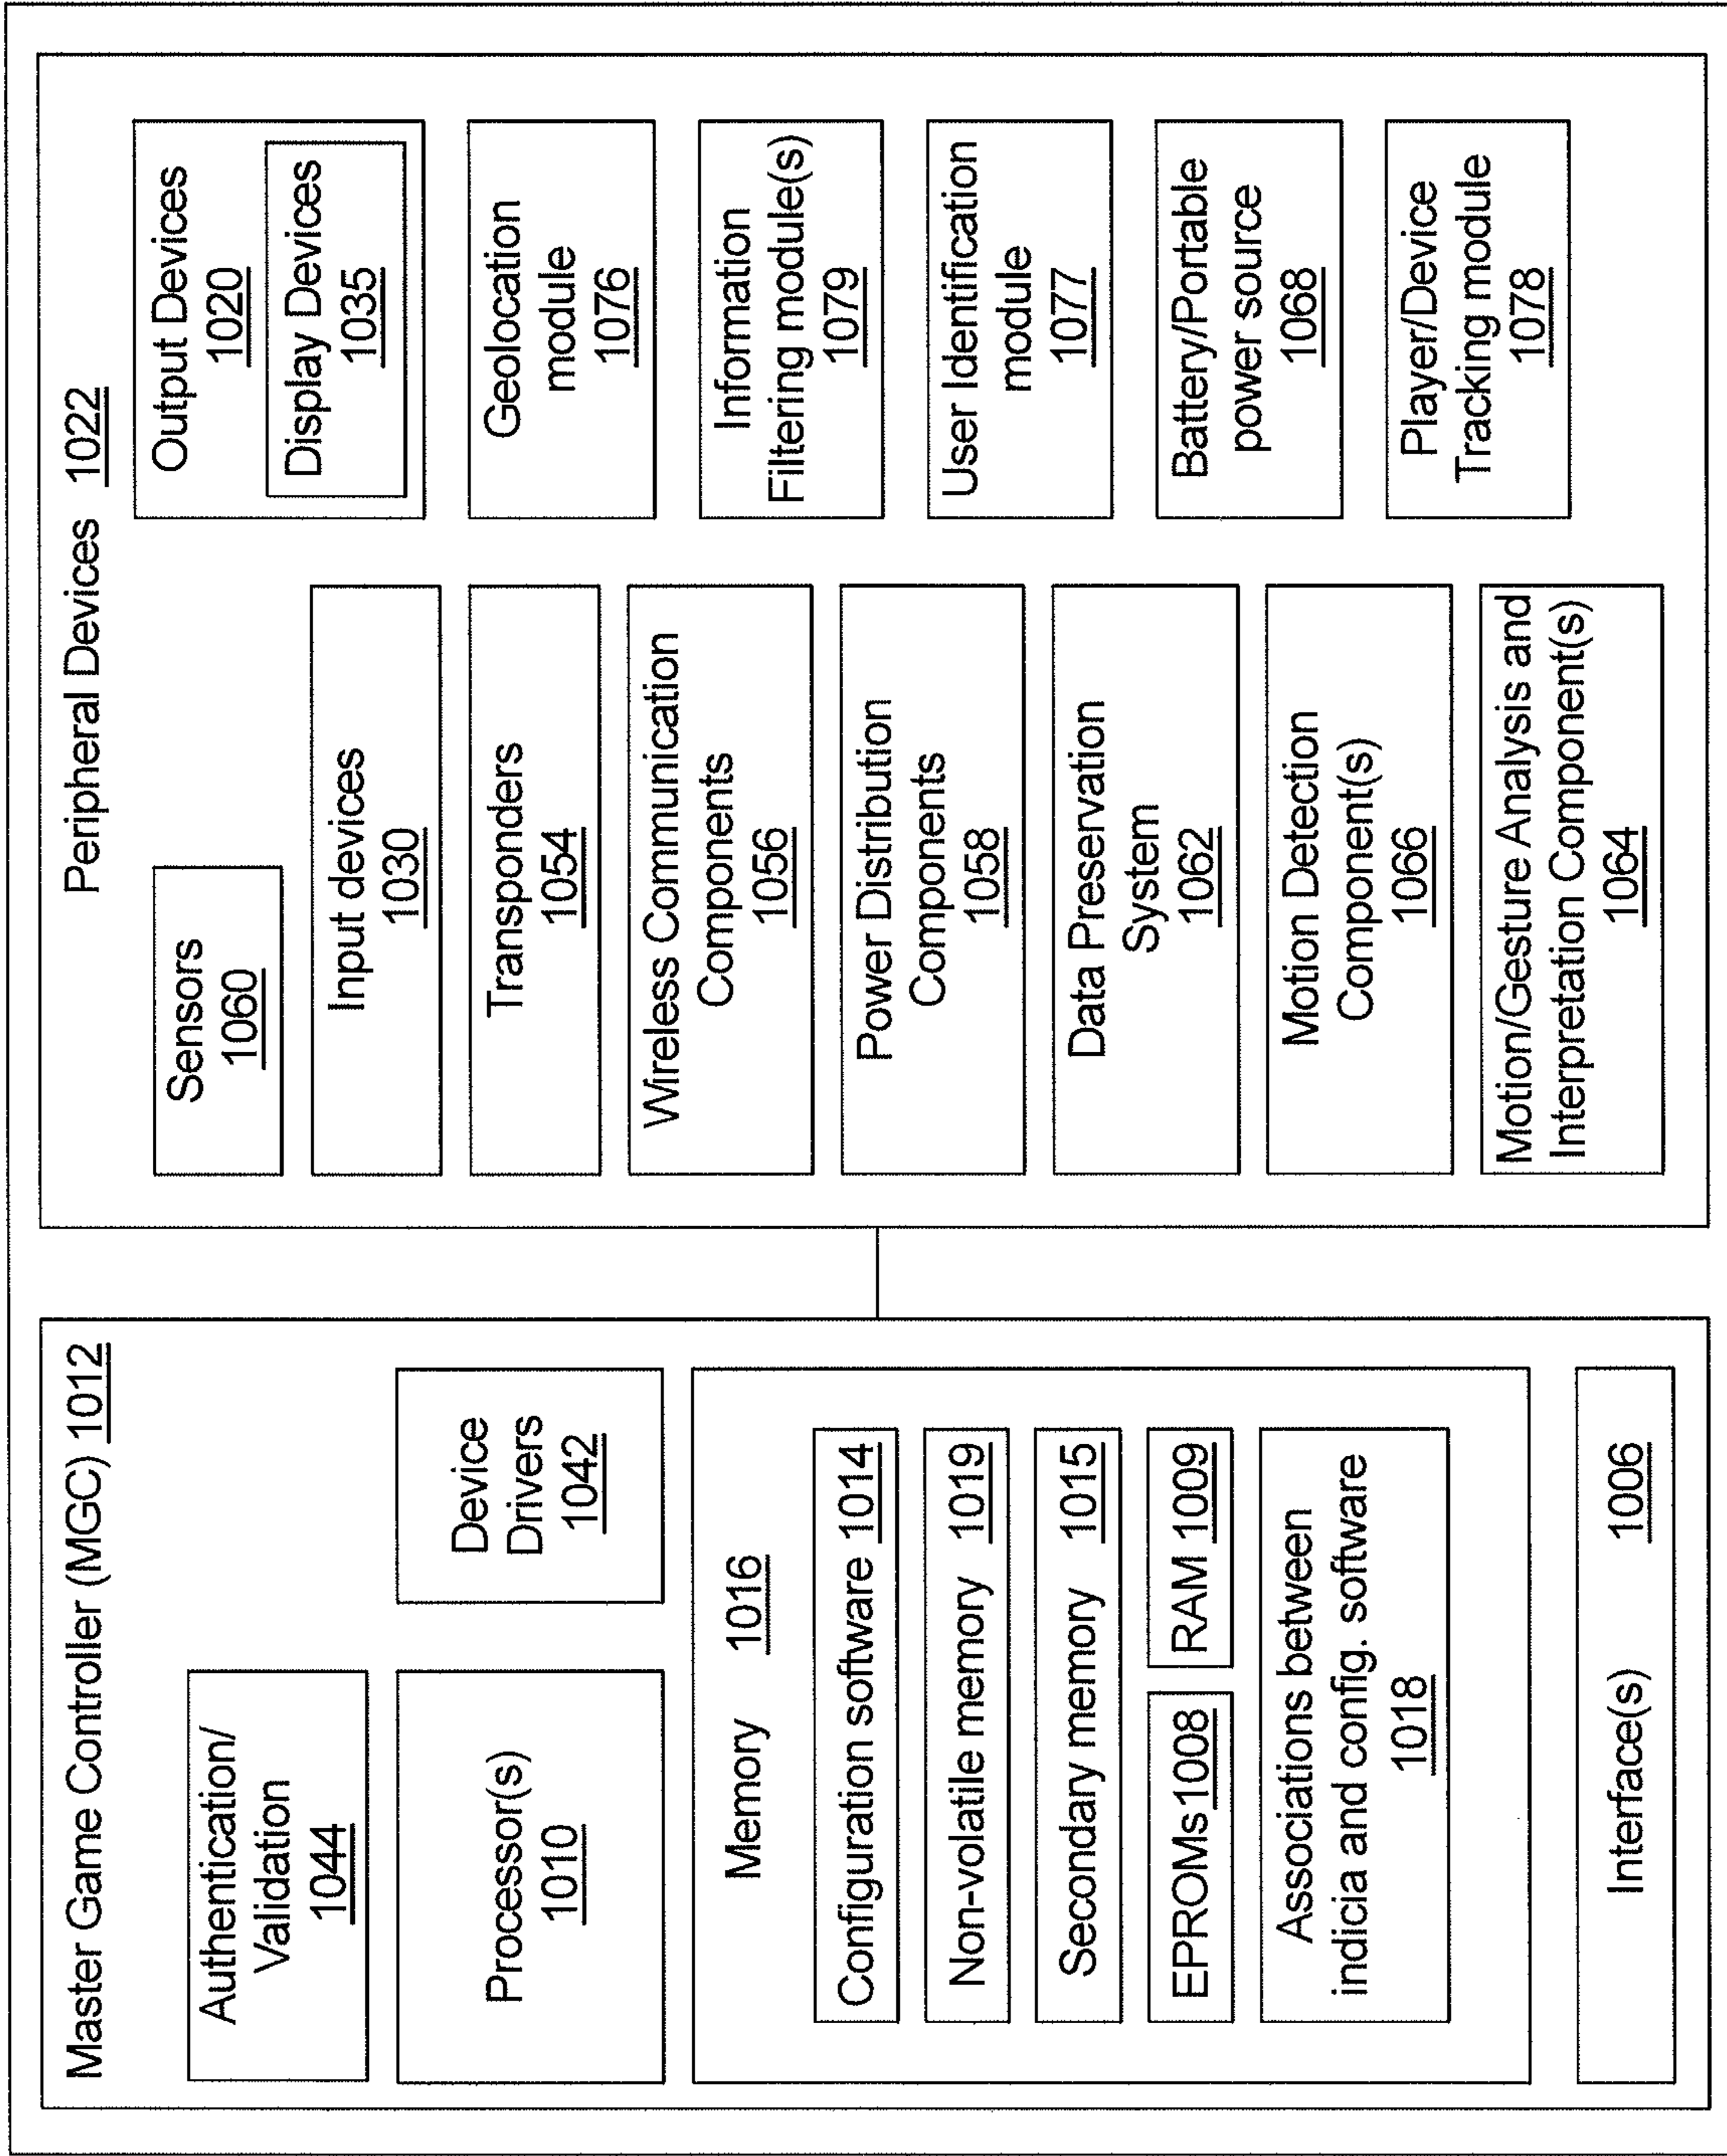 Master Game Controller (MGC) 1012
Authentication/
Validation
1044
Processor(s)
1010
Device
Drivers
1042
Memory 1016
Configuration software 1014
Non-volatile memory 1019
Secondary memory 1015
EPROMs 1008
RAM 1009
Associations between
indicia and config. software
1018
Interface(s) 1006
Peripheral Devices 1022
Sensors
1060
Input devices
1030
Transponders
1054
Wireless Communication
Components
1056
Power Distribution
Components
1058
Data Preservation
System
1062
Motion Detection
Component(s)
1066
Motion/Gesture Analysis and
Interpretation Component(s)
1064
Output Devices
1020
Display Devices
1035
Geolocation
module
1076
Information
Filtering module(s)
1079
User Identification
module
1077
Battery/Portable
power source
1068
Player/Device
Tracking module
1078